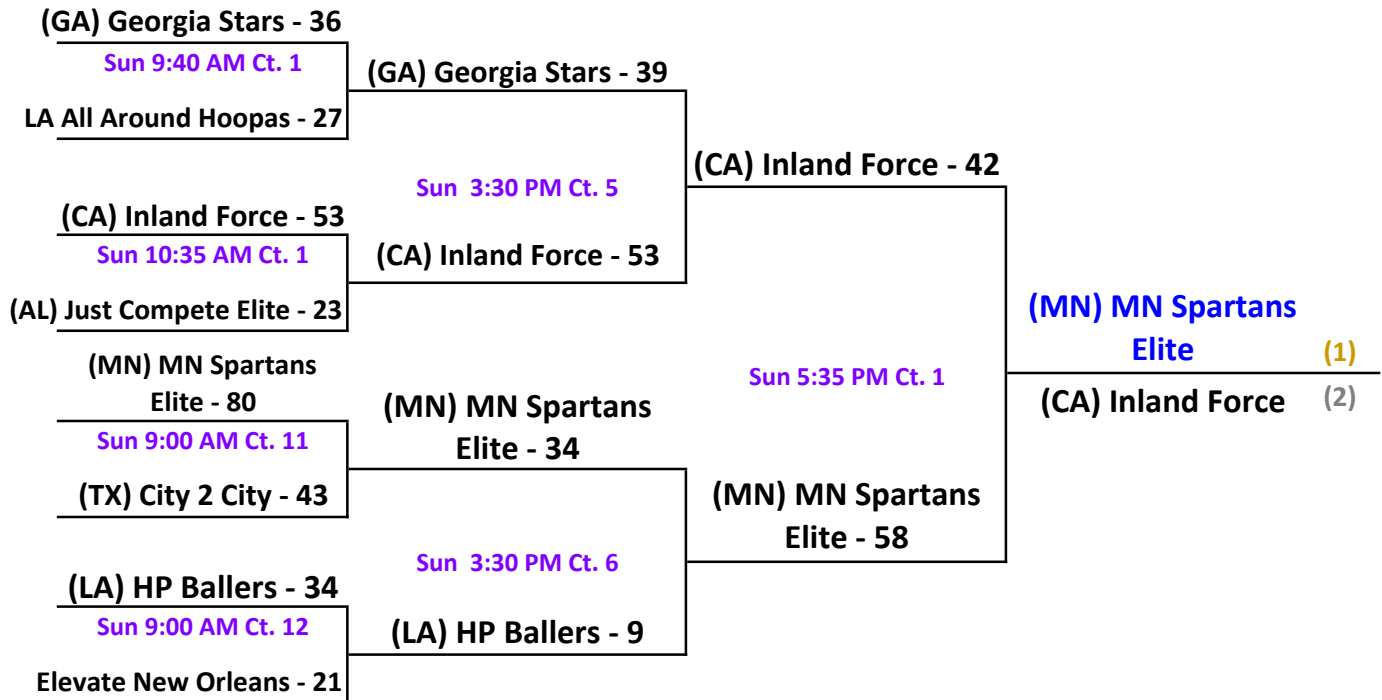 (GA) Georgia Stars - 36
Sun 9:40 AM Ct. 1
LA All Around Hoopas - 27
(CA) Inland Force - 53
Sun 10:35 AM Ct. 1
(AL) Just Compete Elite - 23
(MN) MN Spartans
Elite - 80
Sun 9:00 AM Ct. 11
(TX) City 2 City - 43
(LA) HP Ballers - 34
Sun 9:00 AM Ct. 12
Elevate New Orleans - 21
(GA) Georgia Stars - 39
Sun  3:30 PM Ct. 5
(CA) Inland Force - 53
(MN) MN Spartans
Elite - 34
Sun  3:30 PM Ct. 6
(LA) HP Ballers - 9
(CA) Inland Force - 42
Sun 5:35 PM Ct. 1
(MN) MN Spartans
Elite - 58
(MN) MN Spartans
Elite (1)
(CA) Inland Force (2)